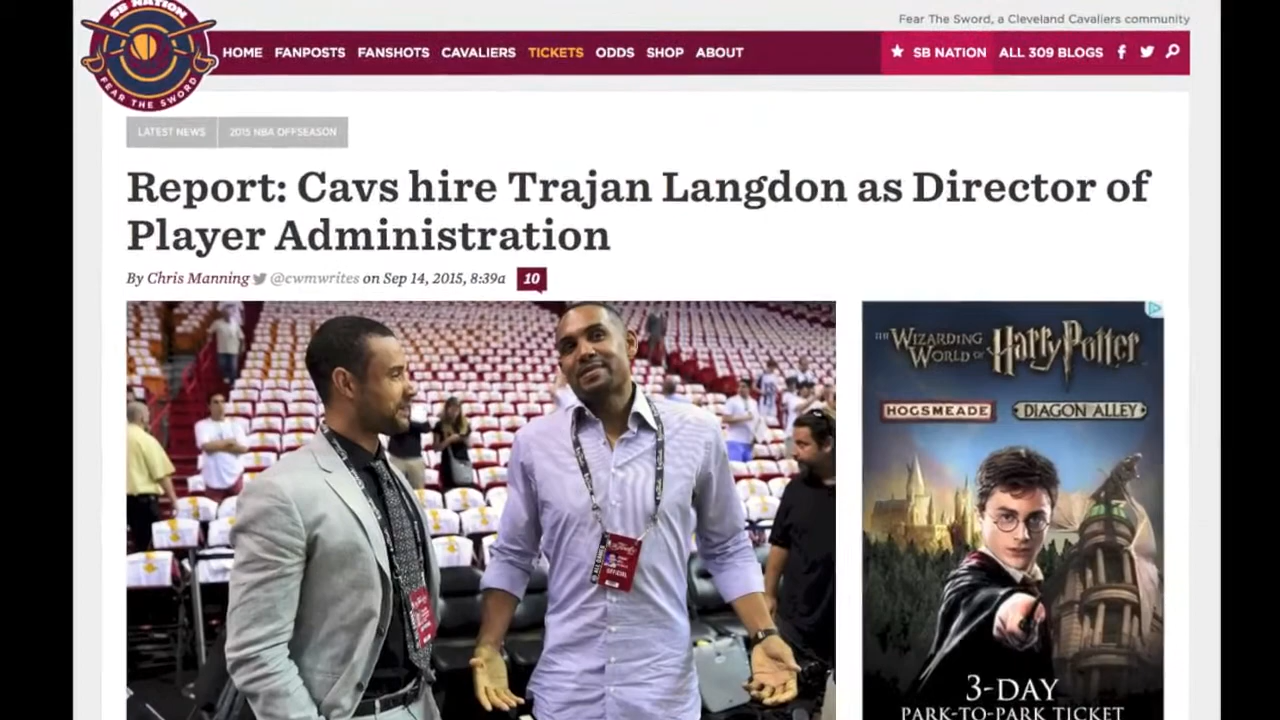 SB NATION
FEAR THE SWORD
Fear The Sword, a Cleveland Cavaliers community
HOME FANPOSTS FANSHOTS CAVALIERS TICKETS ODDS SHOP ABOUT
SB NATION ALL 309 BLOGS
LATEST NEWS 2015 NBA OFFSEASON
Report: Cavs hire Trajan Langdon as Director of
Player Administration
By Chris Manning @cwmwrites on Sep 14, 2015, 8:39a 10
THE WIZARDING
WORLD OF Harry Potter
HOGSMEADE DIAGON ALLEY
OFFICIAL
3-DAY
PARK-TO-PARK TICKET